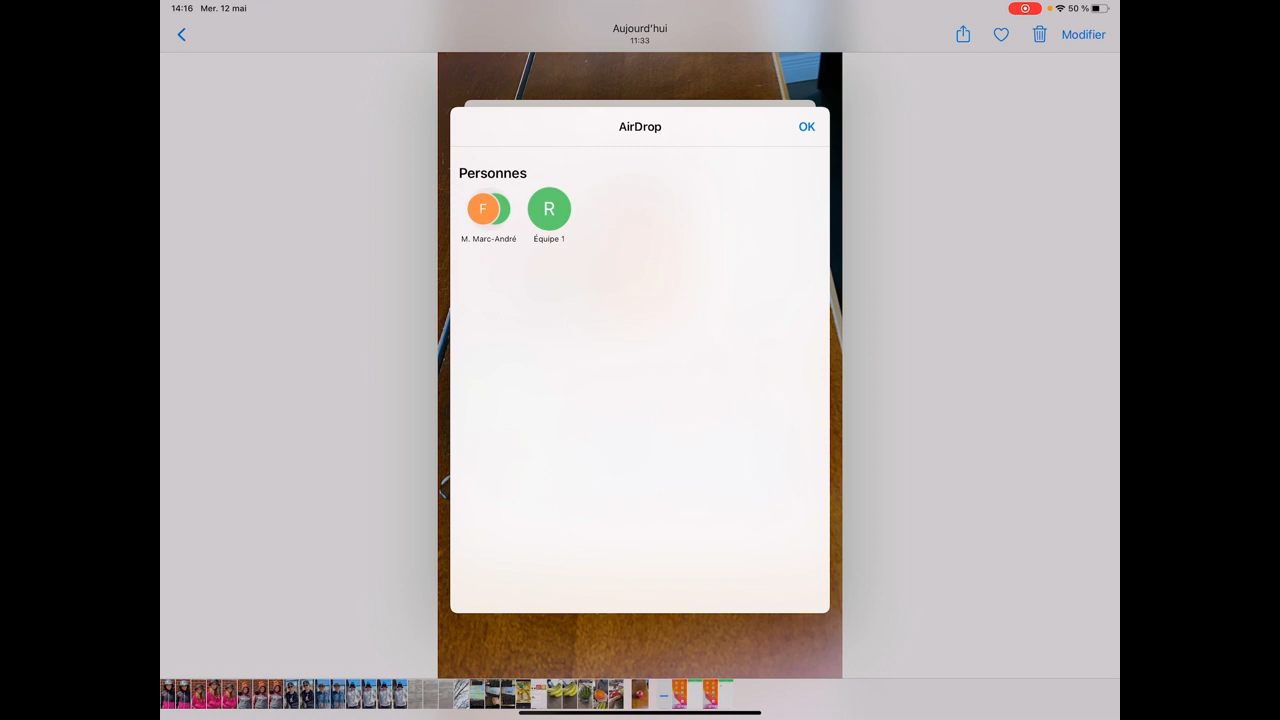 14:16 Mer. 12 mai
50 %
Aujourd'hui
11:33
Modifier
AirDrop
OK
Personnes
F
R
M. Marc-André
Équipe 1